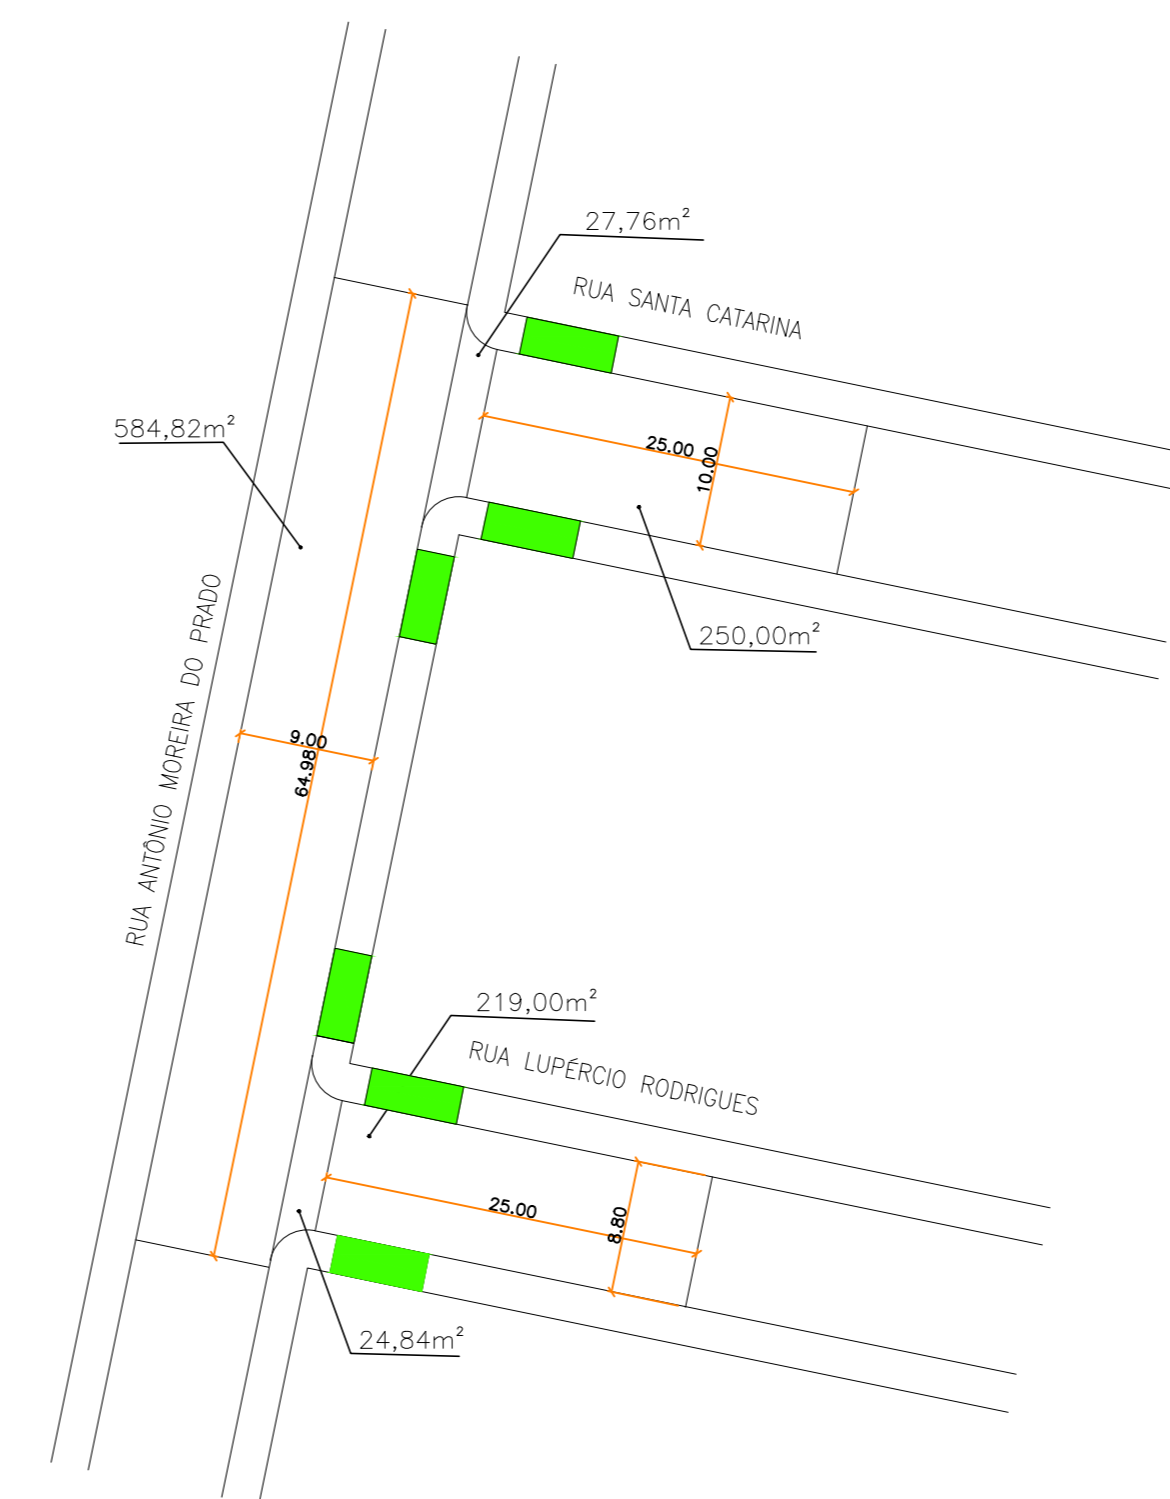 27,76m²
RUA SANTA CATARINA
584,82m²
25.00
10.00
250,00m²
RUA ANTÔNIO MOREIRA DO PRADO
9.00
64.98
219,00m²
RUA LUPÉRCIO RODRIGUES
25.00
8.80
24,84m²